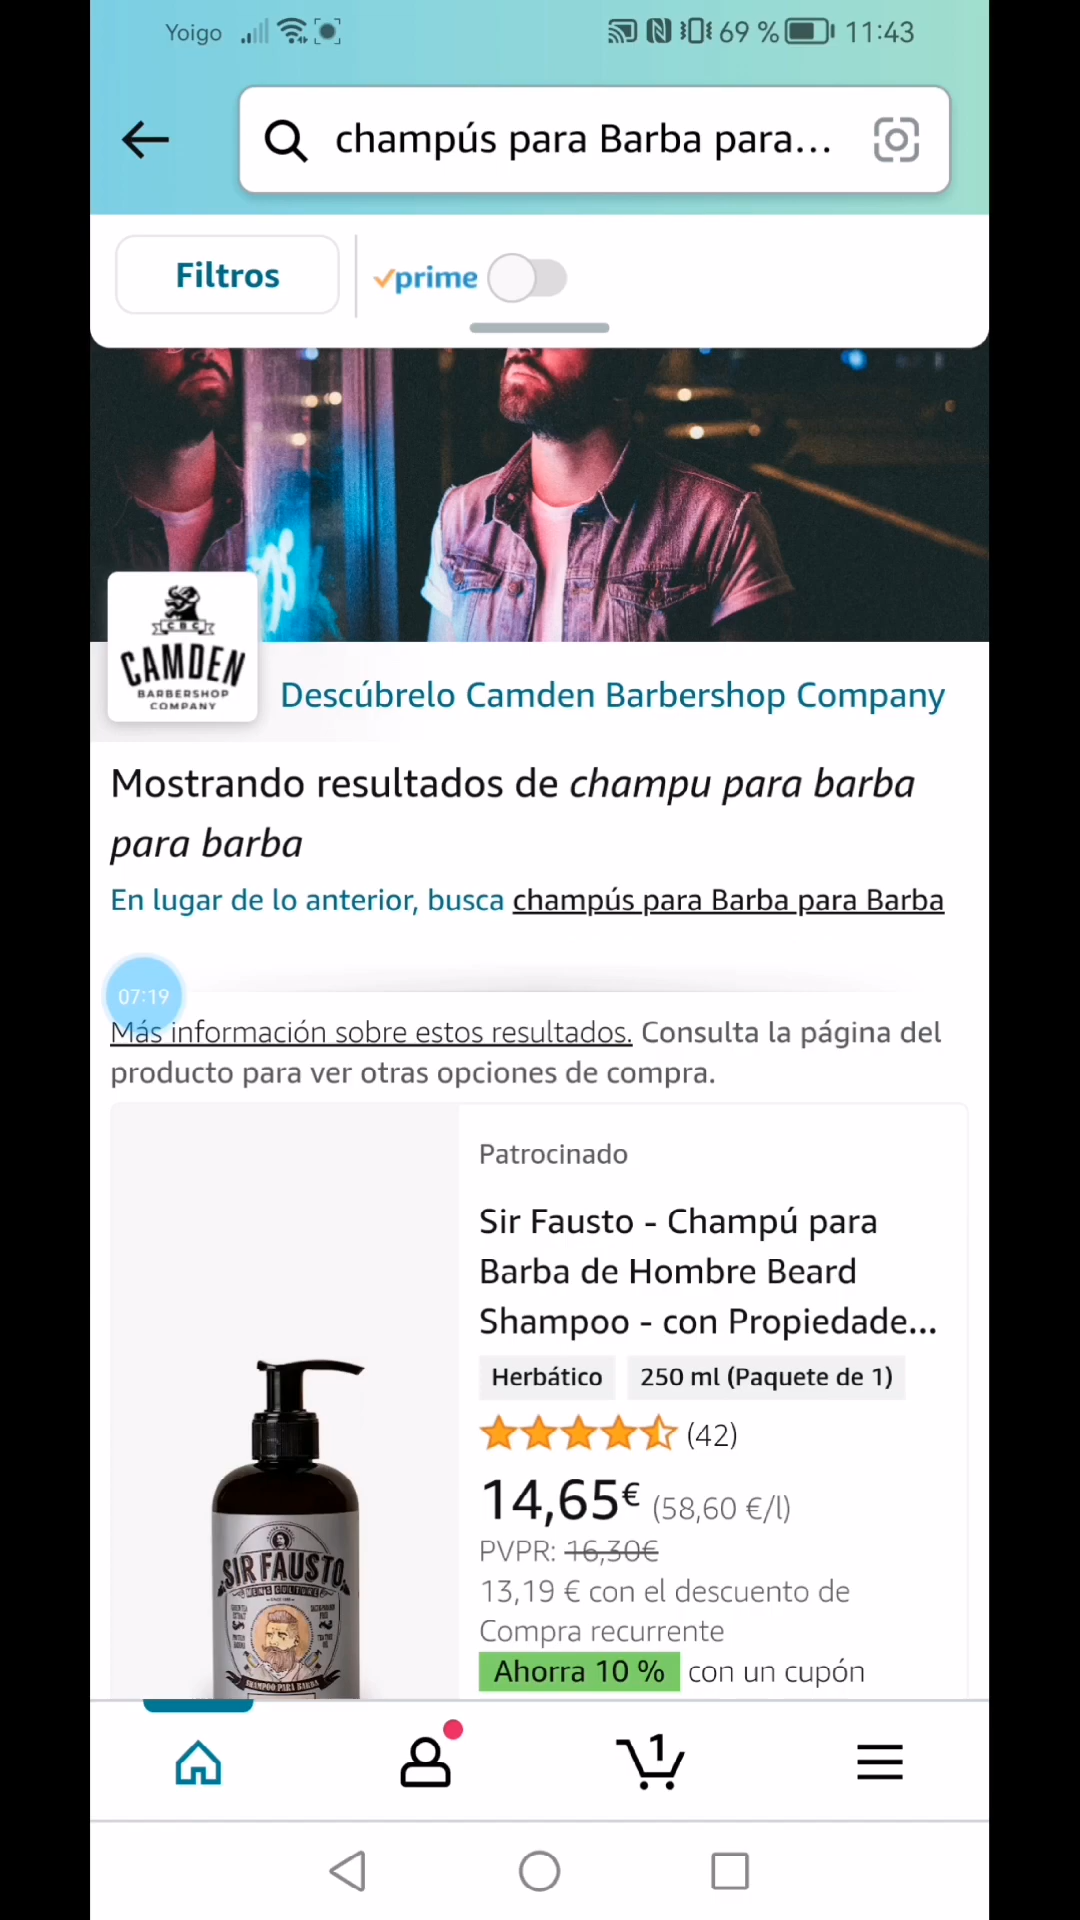 Yoigo 69 % 11:43
champús para Barba para...
Filtros
prime
CBC
CAMDEN
BARBERSHOP
COMPANY
Descúbrelo Camden Barbershop Company
Mostrando resultados de champu para barba
para barba
En lugar de lo anterior, busca champús para Barba para Barba
07:19
Más información sobre estos resultados. Consulta la página del
producto para ver otras opciones de compra.
Patrocinado
Sir Fausto - Champú para
Barba de Hombre Beard
Shampoo - con Propiedade...
Herbático 250 ml (Paquete de 1)
(42)
14,65€ (58,60 €/l)
PVPR: 16,30€
13,19 € con el descuento de
Compra recurrente
Ahorra 10 % con un cupón
SIR FAUSTO
MEN'S CULTURE
SHAMPOO PARA BARBA
1